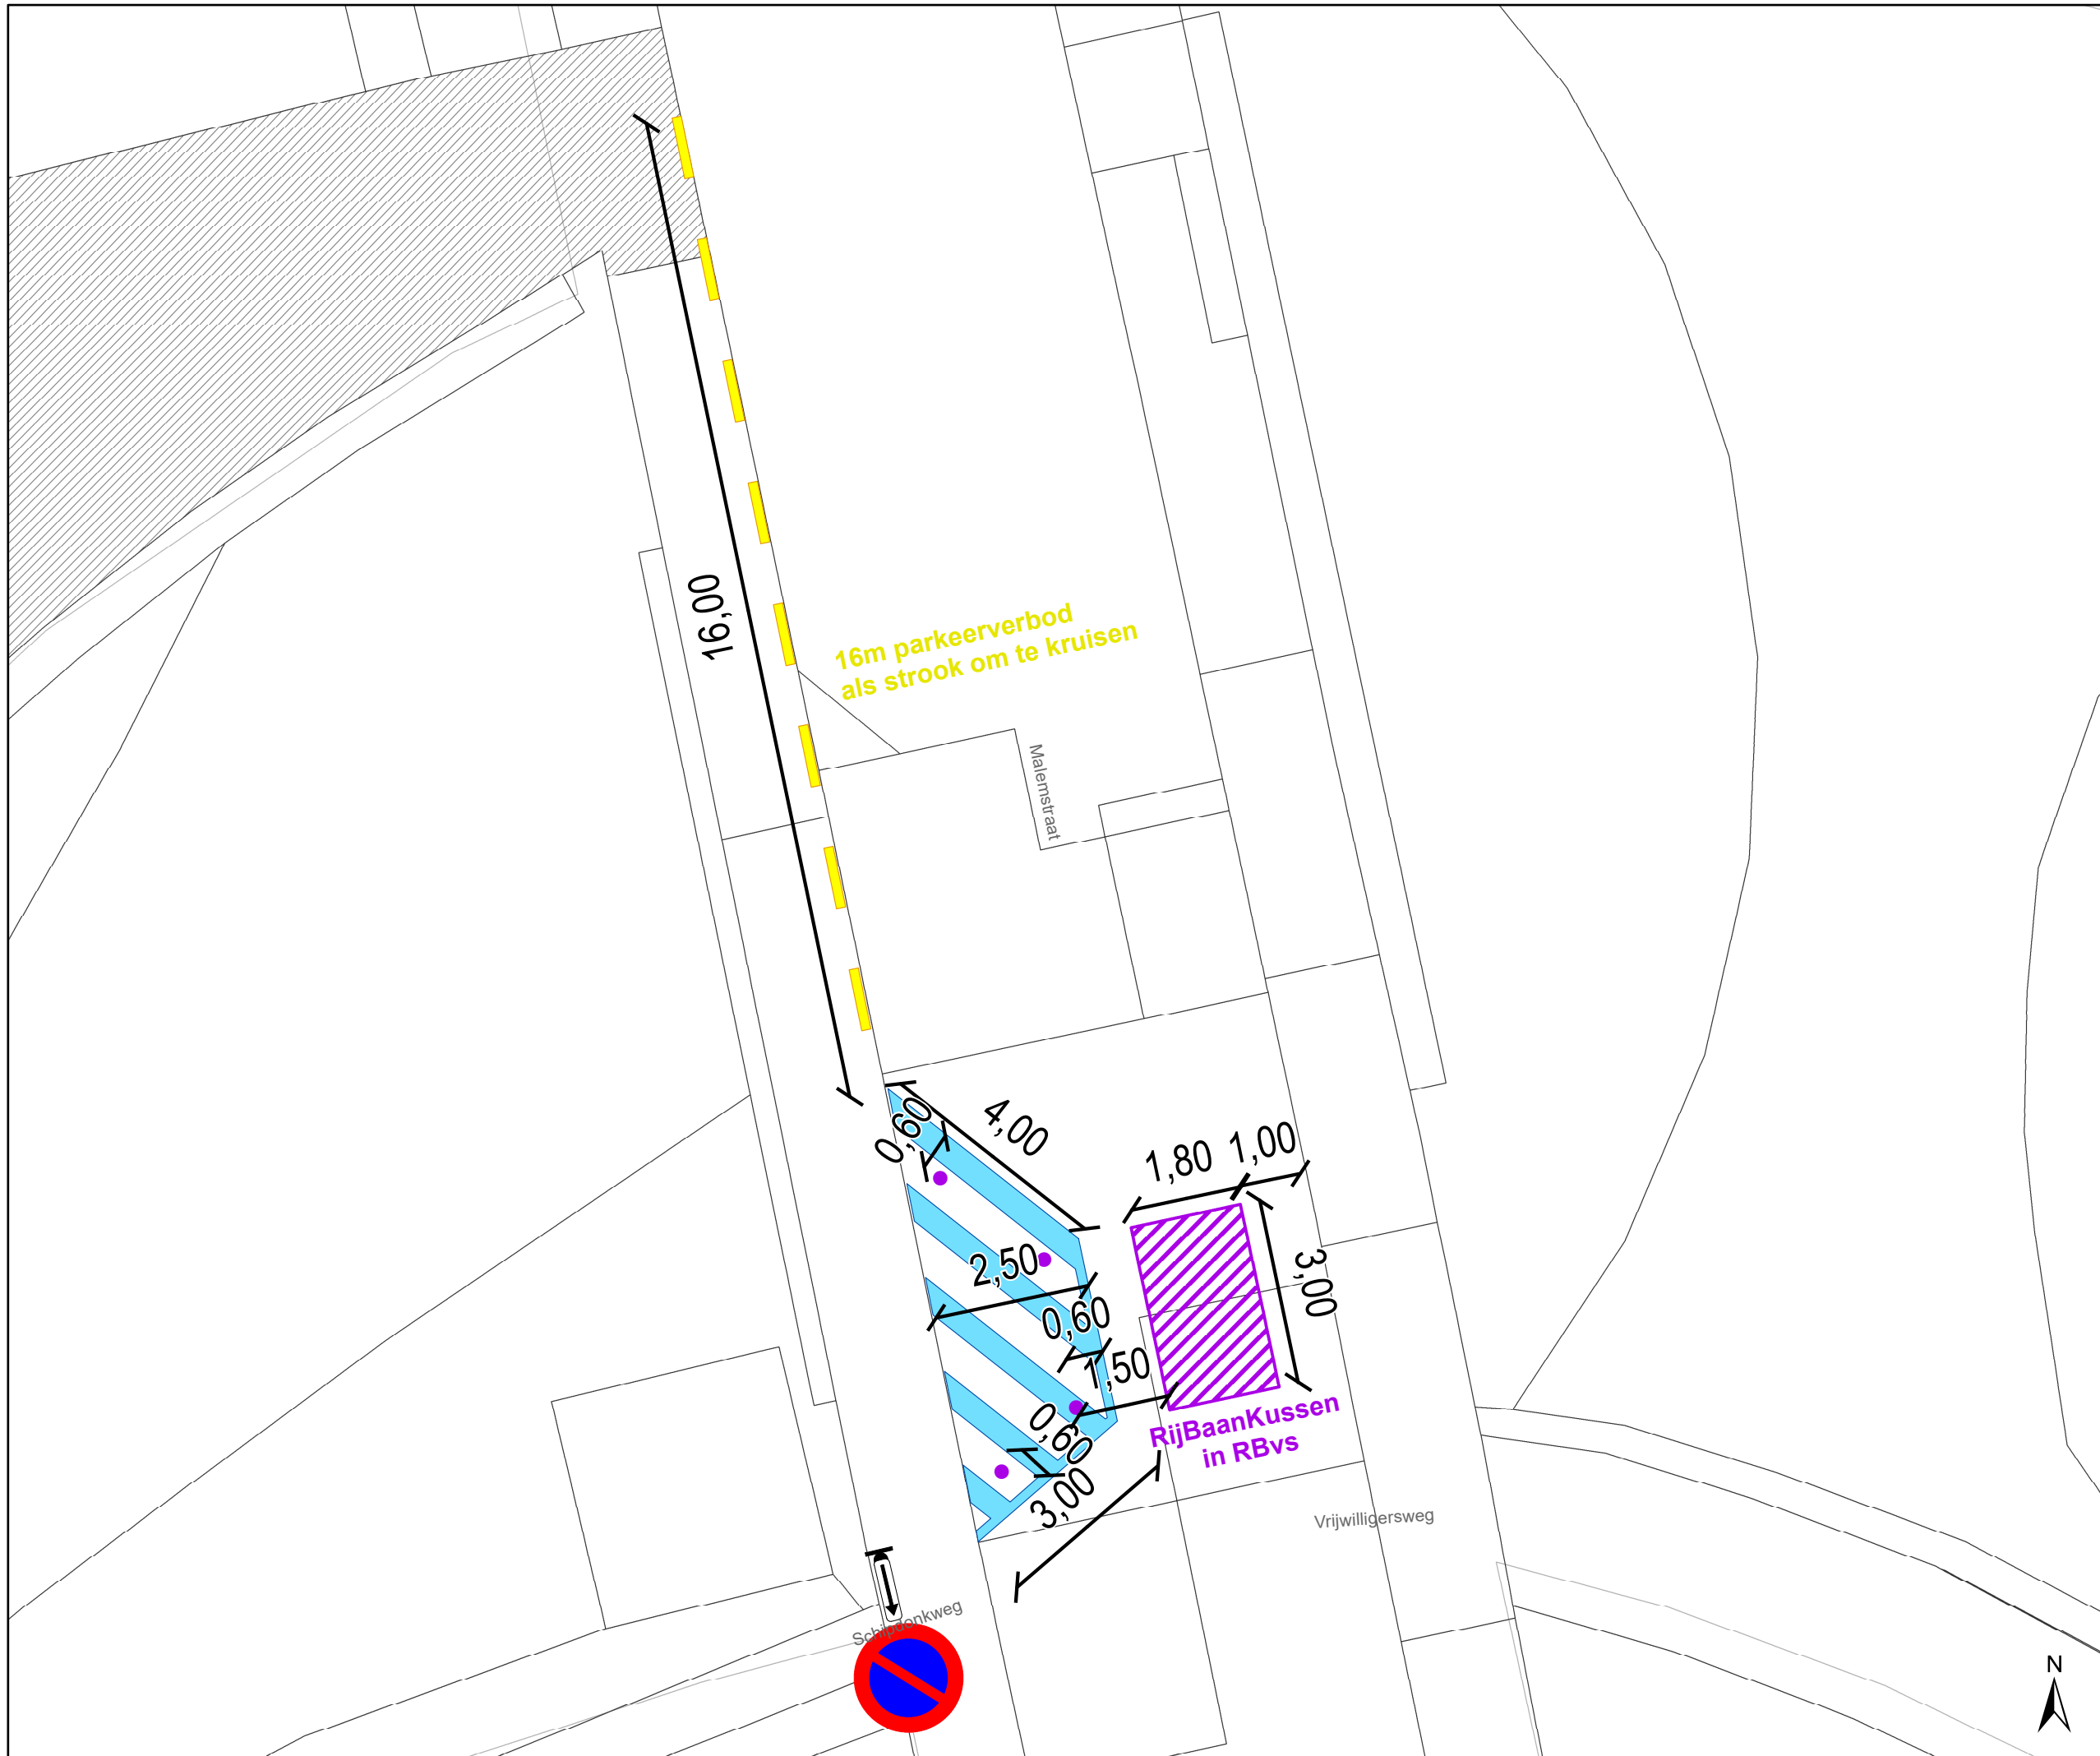 16,00
16m parkeerverbod
als strook om te kruisen
Malemstraat
0,60
4,00
1,80
1,00
2,50
3,00
0,60
1,50
0,60
3,00
RijBaanKussen
in RBvs
Vrijwilligersweg
Schipdonkweg
N